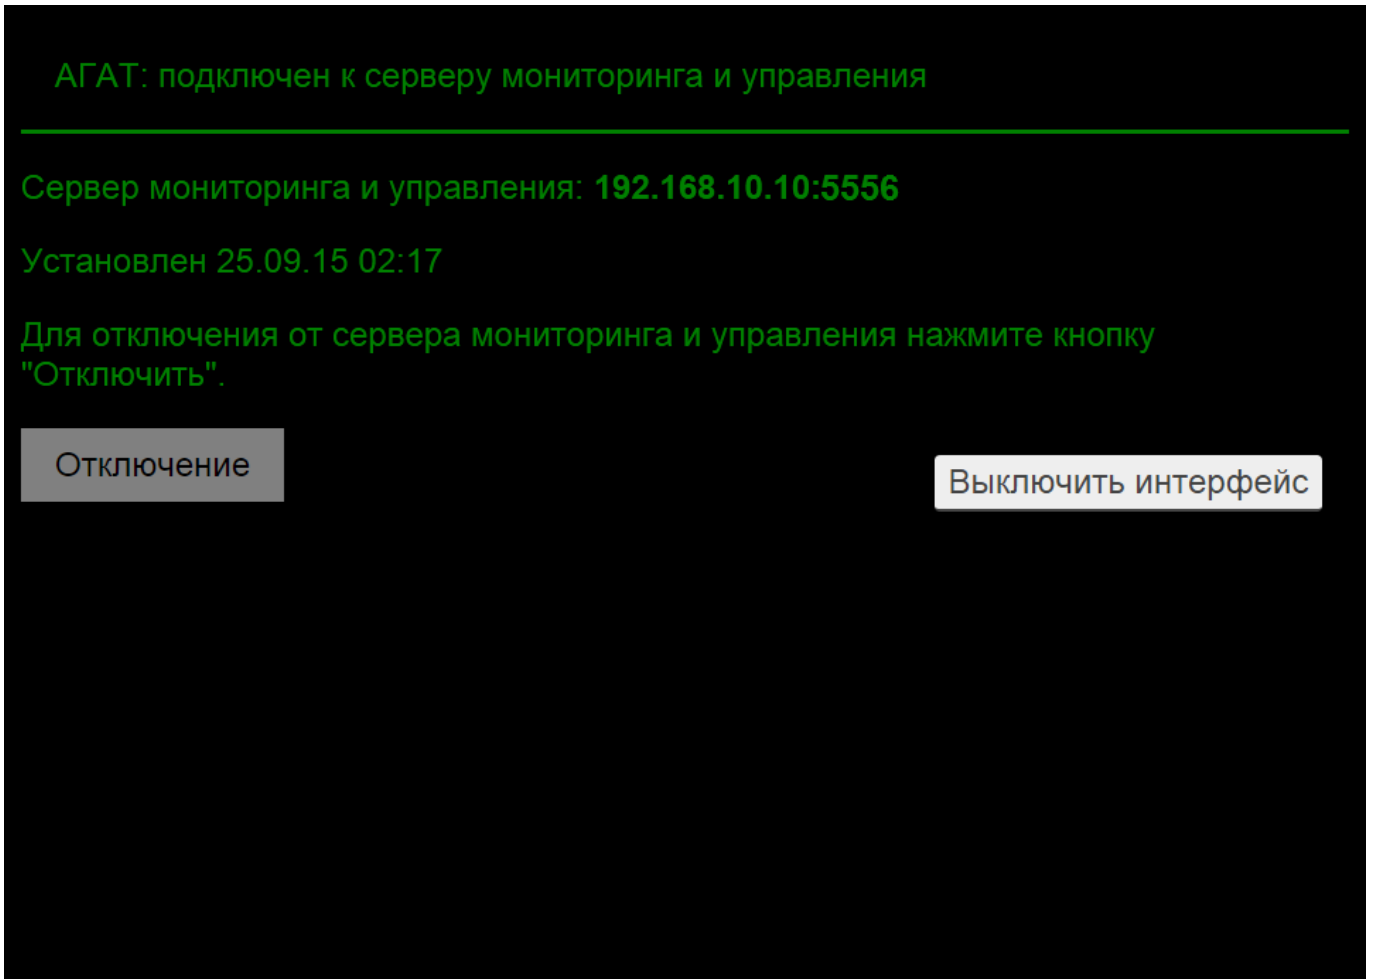 АГАТ: подключен к серверу мониторинга и управления
Сервер мониторинга и управления: 192.168.10.10:5556
Установлен 25.09.15 02:17
Для отключения от сервера мониторинга и управления нажмите кнопку
"Отключить".
Отключение
Выключить интерфейс